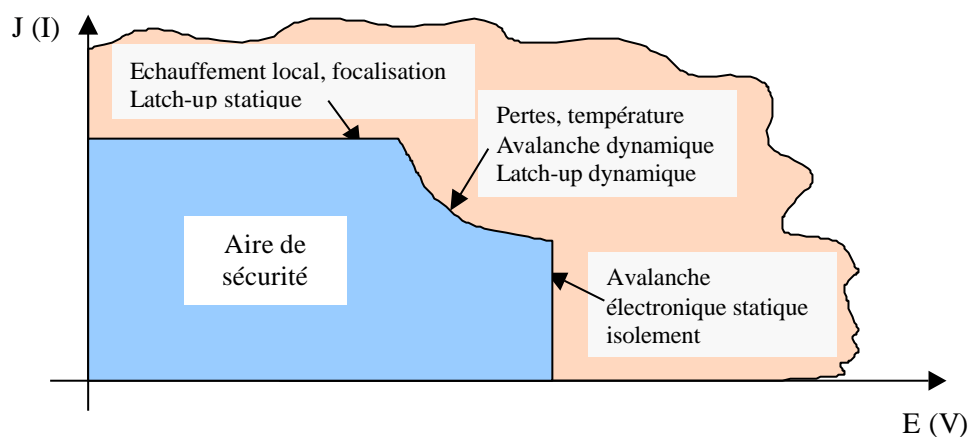 J (I)
Echauffement local, focalisation
Latch-up statique
Pertes, température
Avalanche dynamique
Latch-up dynamique
Aire de
sécurité
Avalanche
électronique statique
isolement
E (V)